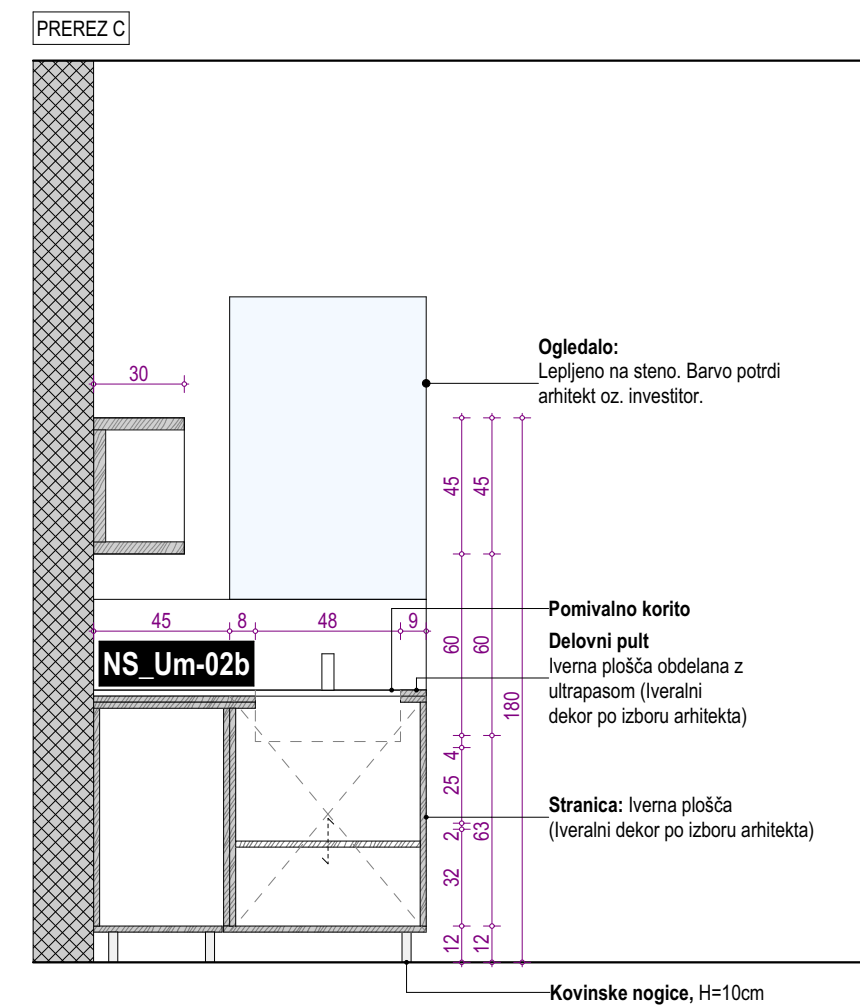 PREREZ C
30
Ogledalo:
Lepljeno na steno. Barvo potrdi
arhitekt oz. investitor.
45
45
45
8
48
9
Pomivalno korito
Delovni pult
Iverna plošča obdelana z
ultrapasom (Iveralni
dekor po izboru arhitekta)
NS_Um-02b
60
60
180
4
25
2
63
32
12
12
Stranica: Iverna plošča
(Iveralni dekor po izboru arhitekta)
Kovinske nogice, H=10cm